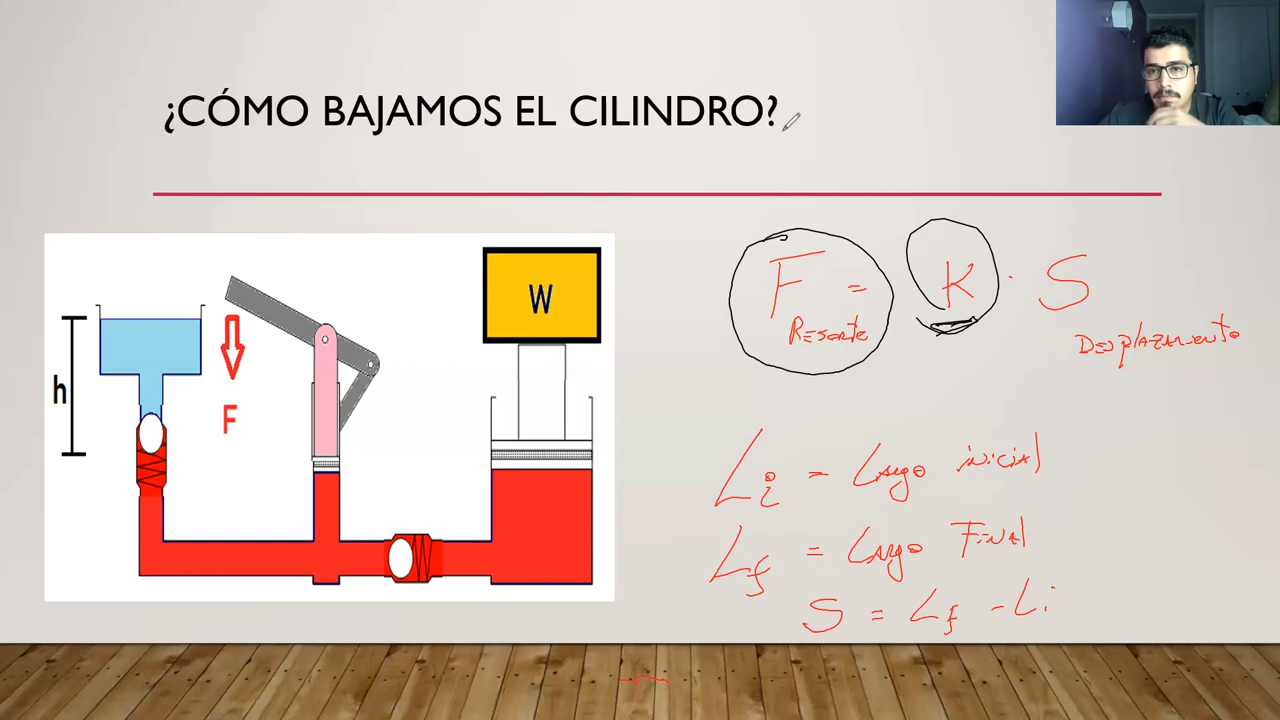 ¿CÓMO BAJAMOS EL CILINDRO?
W
h
F
F = K · S
Resorte
Desplazamiento
Li = Largo inicial
Lf = Largo Final
S = Lf - Li